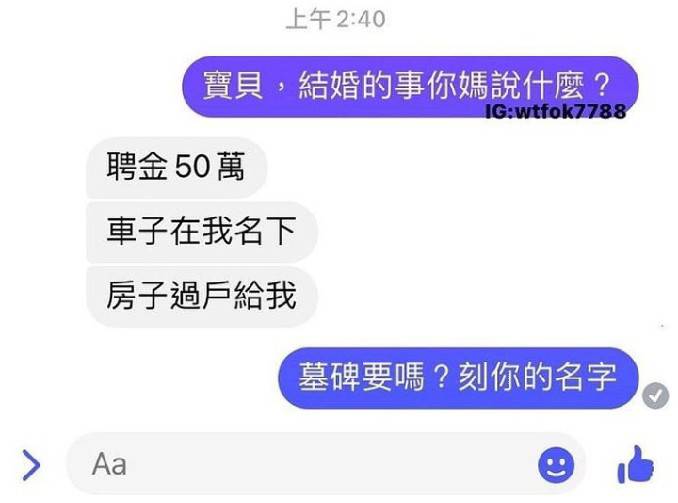 上午2:40
寶貝，結婚的事你媽說什麼？
IG:wtfok7788
聘金50萬
車子在我名下
房子過戶給我
墓碑要嗎？刻你的名字
Aa